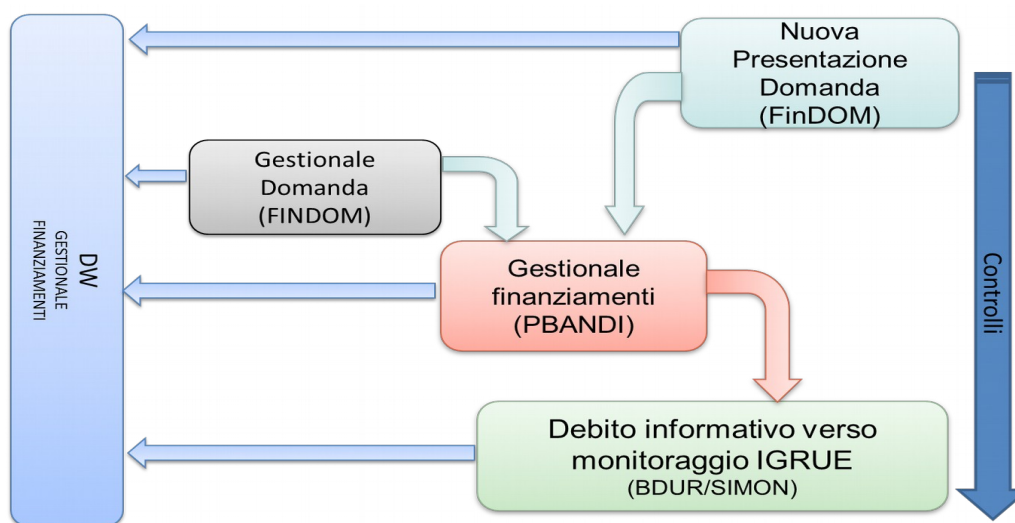 Nuova
Presentazione
Domanda
(FinDOM)
Gestionale
Domanda
(FINDOM)
DW
GESTIONALE
FINANZIAMENTI
Gestionale
finanziamenti
(PBANDI)
Controlli
Debito informativo verso
monitoraggio IGRUE
(BDUR/SIMON)